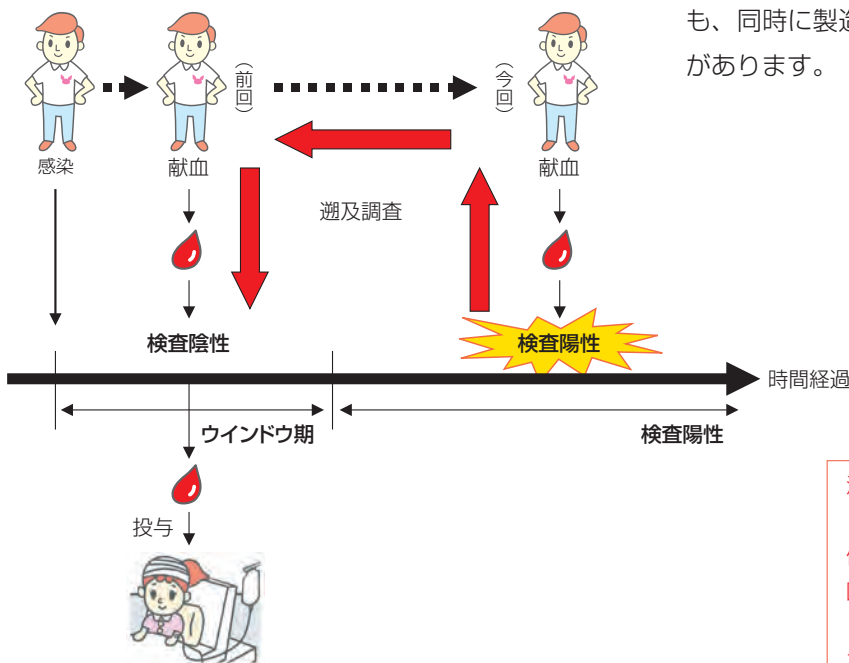 も、同時に製造
があります。
（前回）
（今回）
感染
献血
献血
遡及調査
検査陰性
検査陽性
時間経過
ウインドウ期
検査陽性
投与